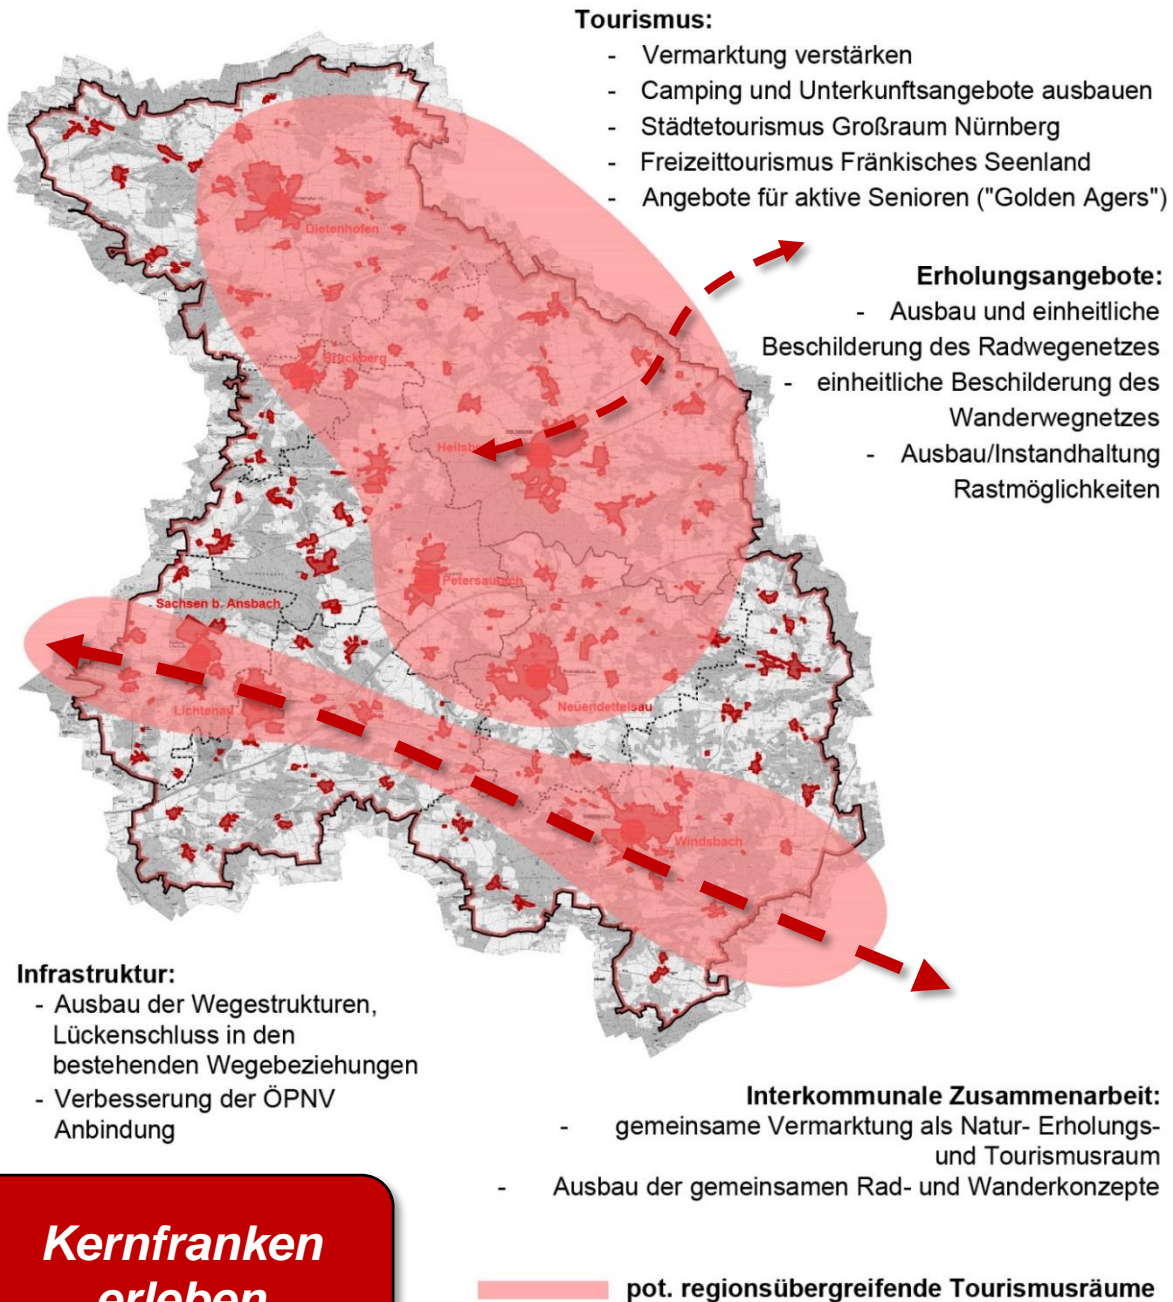 Tourismus:
- Vermarktung verstärken
- Camping und Unterkunftsangebote ausbauen
- Städtetourismus Großraum Nürnberg
- Freizeittourismus Fränkisches Seenland
- Angebote für aktive Senioren ("Golden Agers")
Erholungsangebote:
- Ausbau und einheitliche
Beschilderung des Radwegenetzes
- einheitliche Beschilderung des
Wanderwegnetzes
- Ausbau/Instandhaltung
Rastmöglichkeiten
Dietenhofen
Bruckberg
Petersaurach
Sachsen b. Ansbach
Lichtenau
Neuendettelsau
Windsbach
Infrastruktur:
- Ausbau der Wegestrukturen,
Lückenschluss in den
bestehenden Wegebeziehungen
- Verbesserung der ÖPNV
Anbindung
Interkommunale Zusammenarbeit:
- gemeinsame Vermarktung als Natur- Erholungs-
und Tourismusraum
- Ausbau der gemeinsamen Rad- und Wanderkonzepte
Kernfranken
erleben
pot. regionsübergreifende Tourismusräume